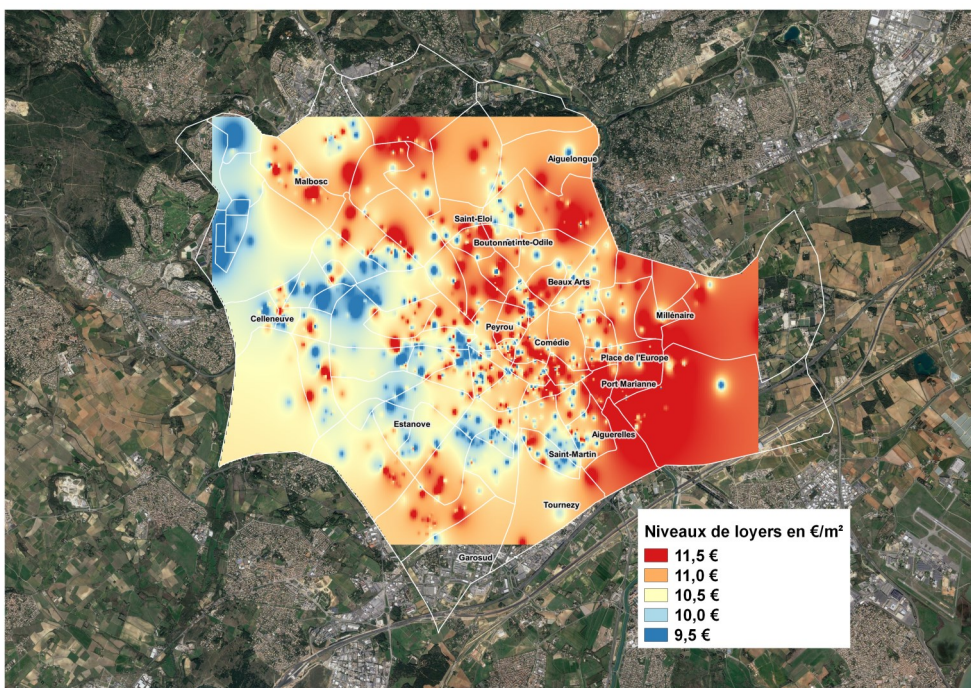 Aiguelongue
Malbosc
Saint-Eloi
Boutonnet
inte-Odile
Beaux Arts
Celleneuve
Millénaire
Peyrou
Comédie
Place de l'Europe
Port Marianne
Estanove
Aiguerelles
Saint-Martin
Tournezy
Garosud
Niveaux de loyers en €/m²
11,5 €
11,0 €
10,5 €
10,0 €
9,5 €